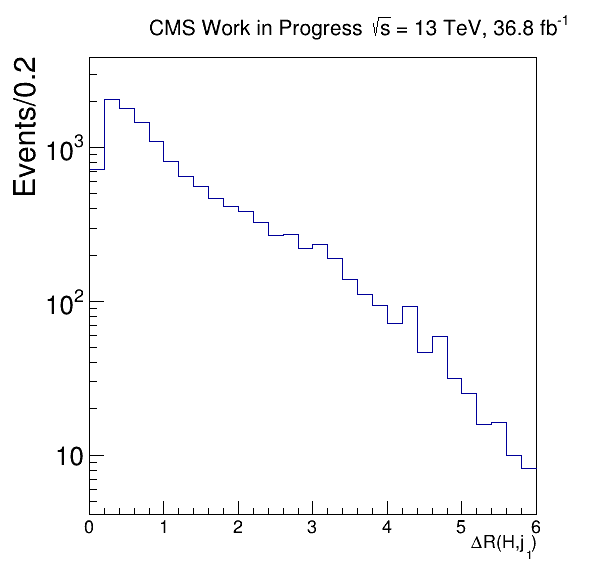 CMS Work in Progress √s = 13 TeV, 36.8 fb⁻¹
Events/0.2
10³
10²
10
0 1 2 3 4 5 6
ΔR(H,j₁)